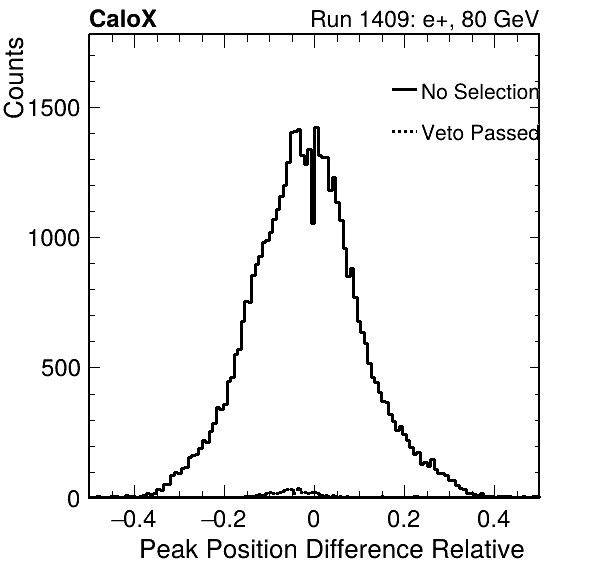 CaloX
Run 1409: e+, 80 GeV
Counts
No Selection
Veto Passed
1500
1000
500
0
−0.4
−0.2
0
0.2
0.4
Peak Position Difference Relative